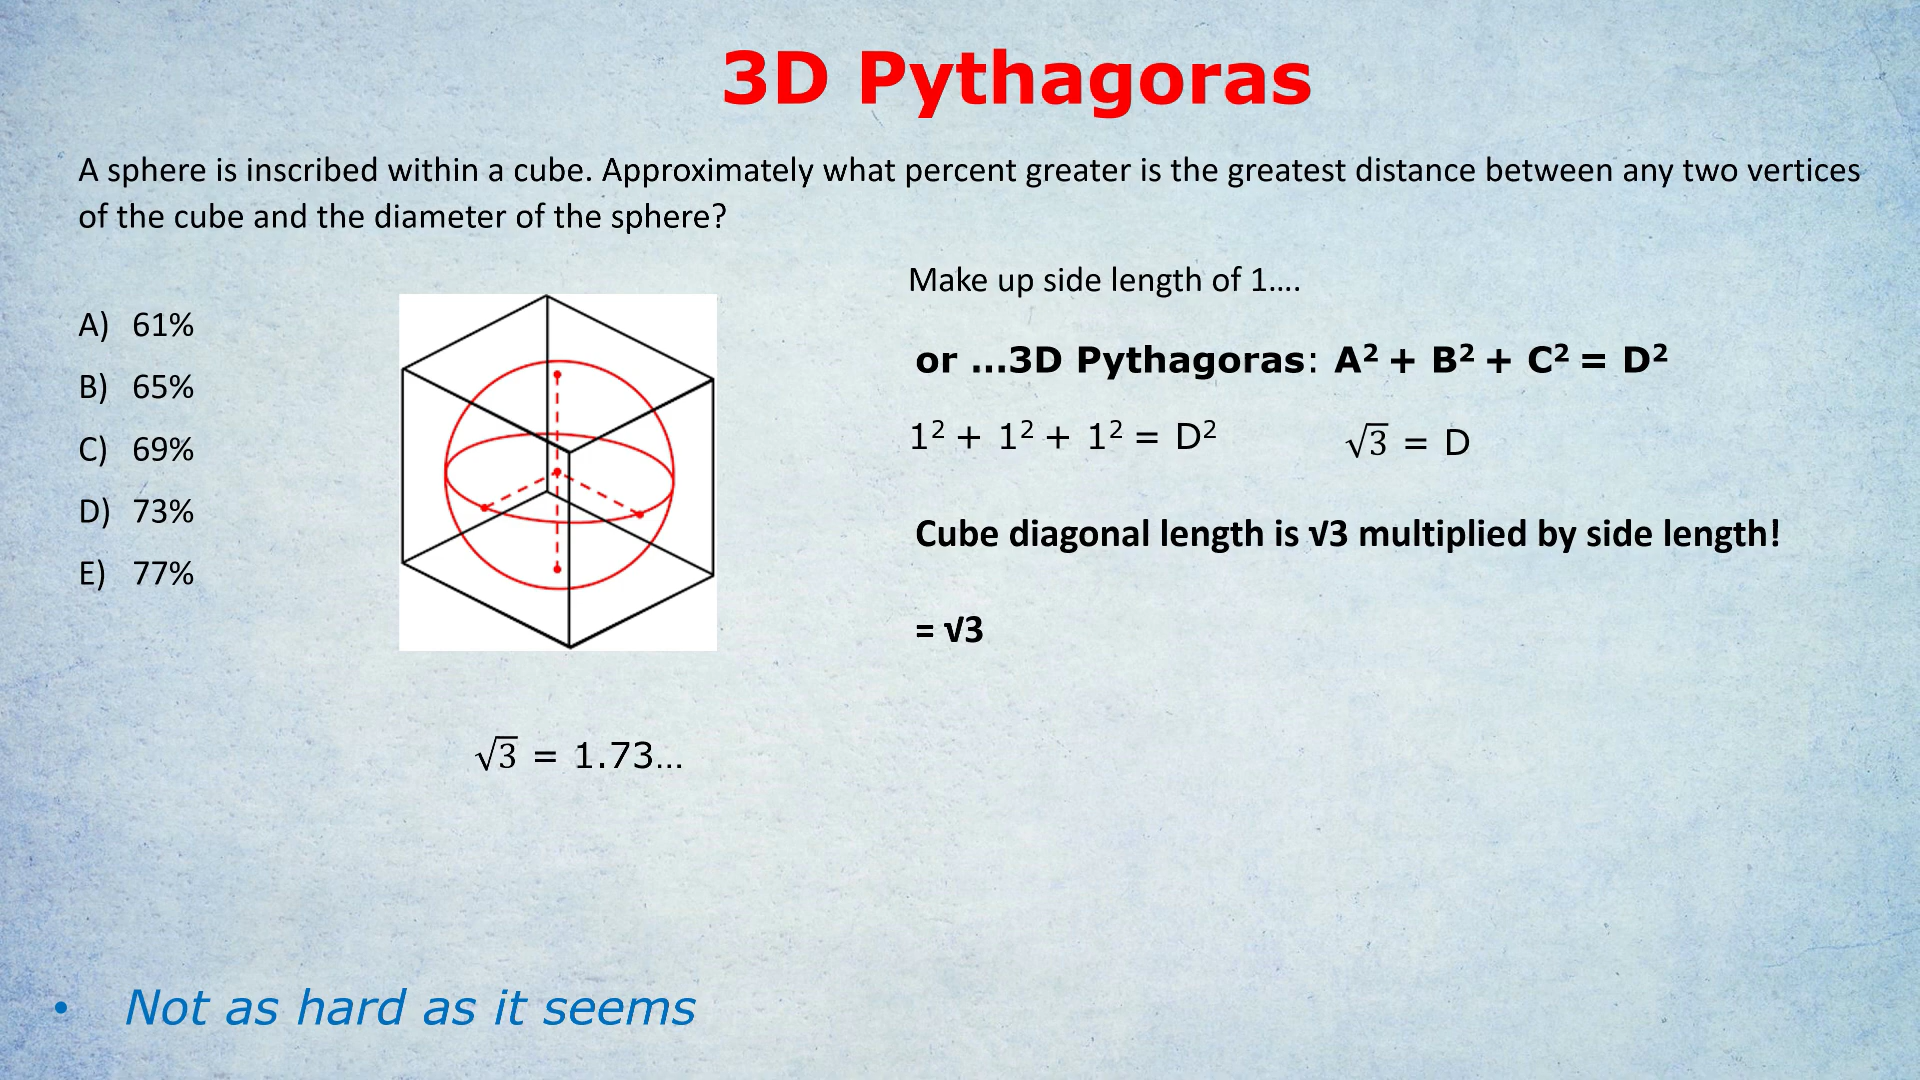 3D Pythagoras
A sphere is inscribed within a cube. Approximately what percent greater is the greatest distance between any two vertices
of the cube and the diameter of the sphere?
A) 61%
B) 65%
C) 69%
D) 73%
E) 77%
Make up side length of 1....
or ...3D Pythagoras: A² + B² + C² = D²
1² + 1² + 1² = D² √3 = D
Cube diagonal length is √3 multiplied by side length!
= √3
√3 = 1.73...
• Not as hard as it seems